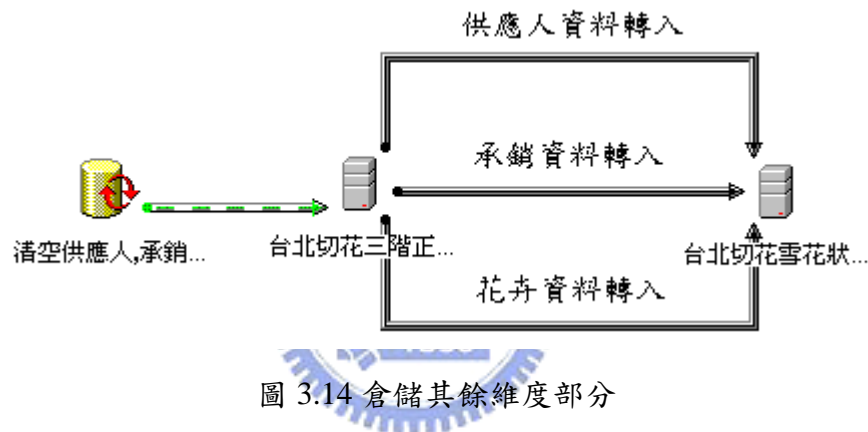 供應人資料轉入
承銷資料轉入
清空供應人,承銷...
台北切花三階正...
台北切花雪花狀...
花卉資料轉入
圖 3.14 倉儲其餘維度部分